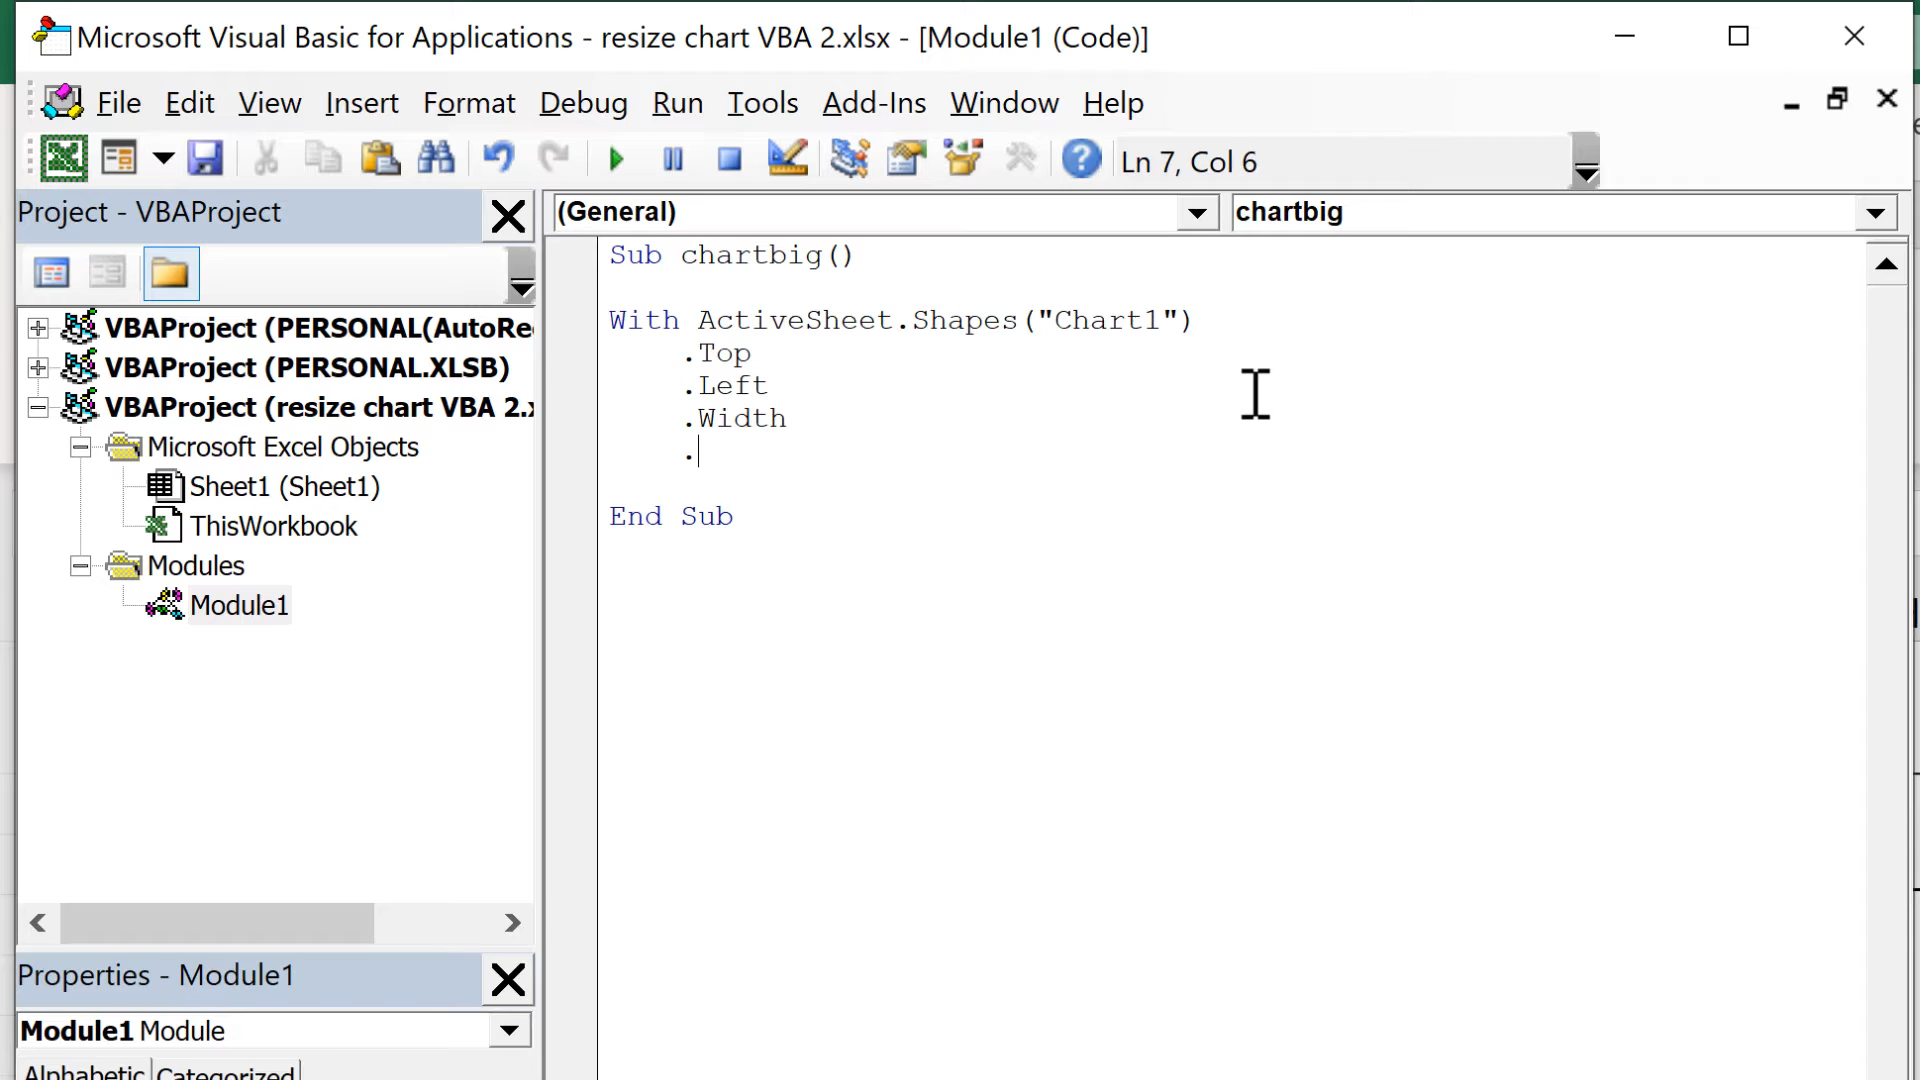 Microsoft Visual Basic for Applications - resize chart VBA 2.xlsx - [Module1 (Code)]
File Edit View Insert Format Debug Run Tools Add-Ins Window Help
Ln 7, Col 6
Project - VBAProject
(General)
chartbig
VBAProject (PERSONAL(AutoRe
VBAProject (PERSONAL.XLSB)
VBAProject (resize chart VBA 2.x
Microsoft Excel Objects
Sheet1 (Sheet1)
ThisWorkbook
Modules
Module1
Sub chartbig()
With ActiveSheet.Shapes("Chart1")
.Top
.Left
.Width
.
End Sub
Properties - Module1
Module1 Module
Alphabetic Categorized